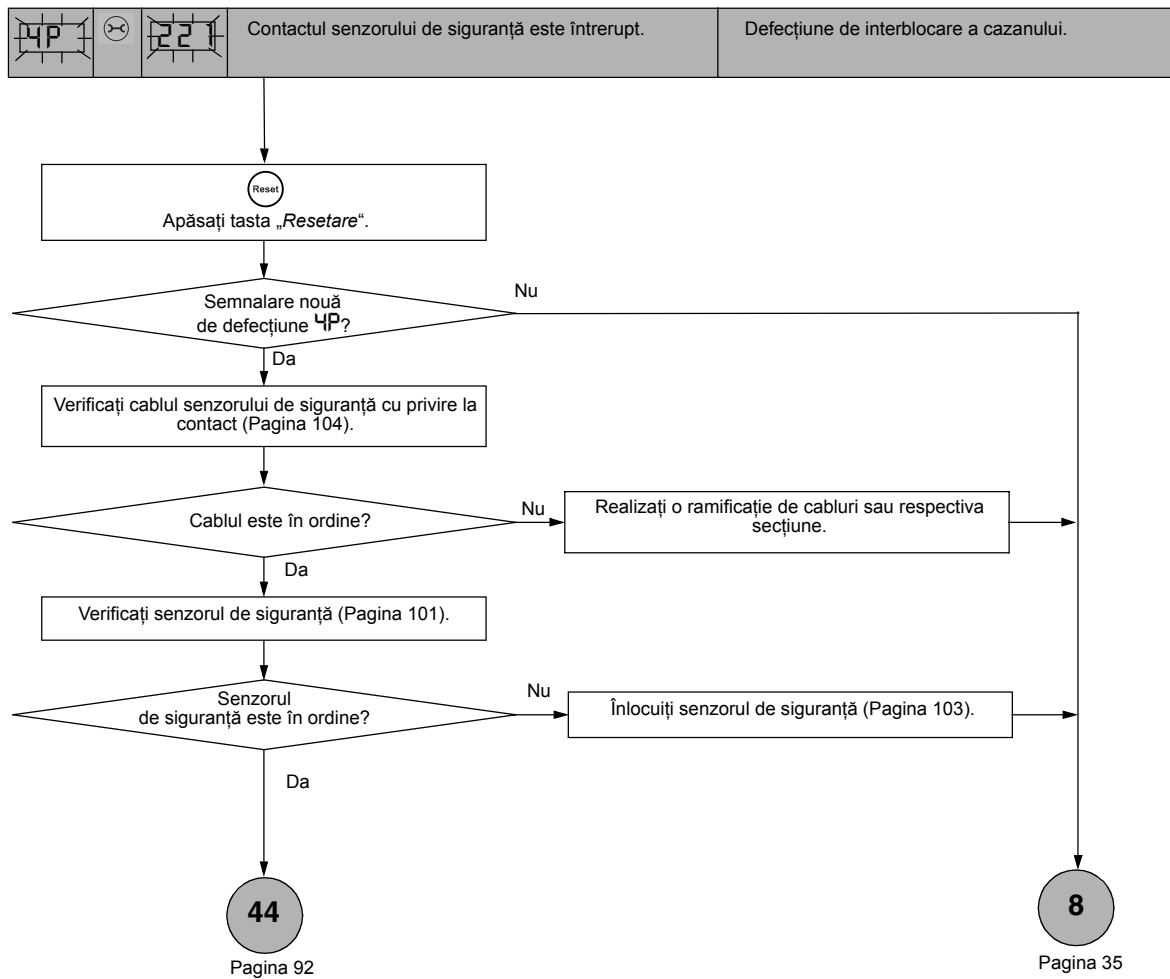 4P 221 Contactul senzorului de siguranță este întrerupt. Defecțiune de interblocare a cazanului.
Reset
Apăsați tasta „Resetare“.
Semnalare nouă
de defecțiune 4P?
Nu
Da
Verificați cablul senzorului de siguranță cu privire la
contact (Pagina 104).
Cablul este în ordine?
Nu
Realizați o ramificație de cabluri sau respectiva
secțiune.
Da
Verificați senzorul de siguranță (Pagina 101).
Senzorul
de siguranță este în ordine?
Nu
Înlocuiți senzorul de siguranță (Pagina 103).
Da
44
Pagina 92
8
Pagina 35